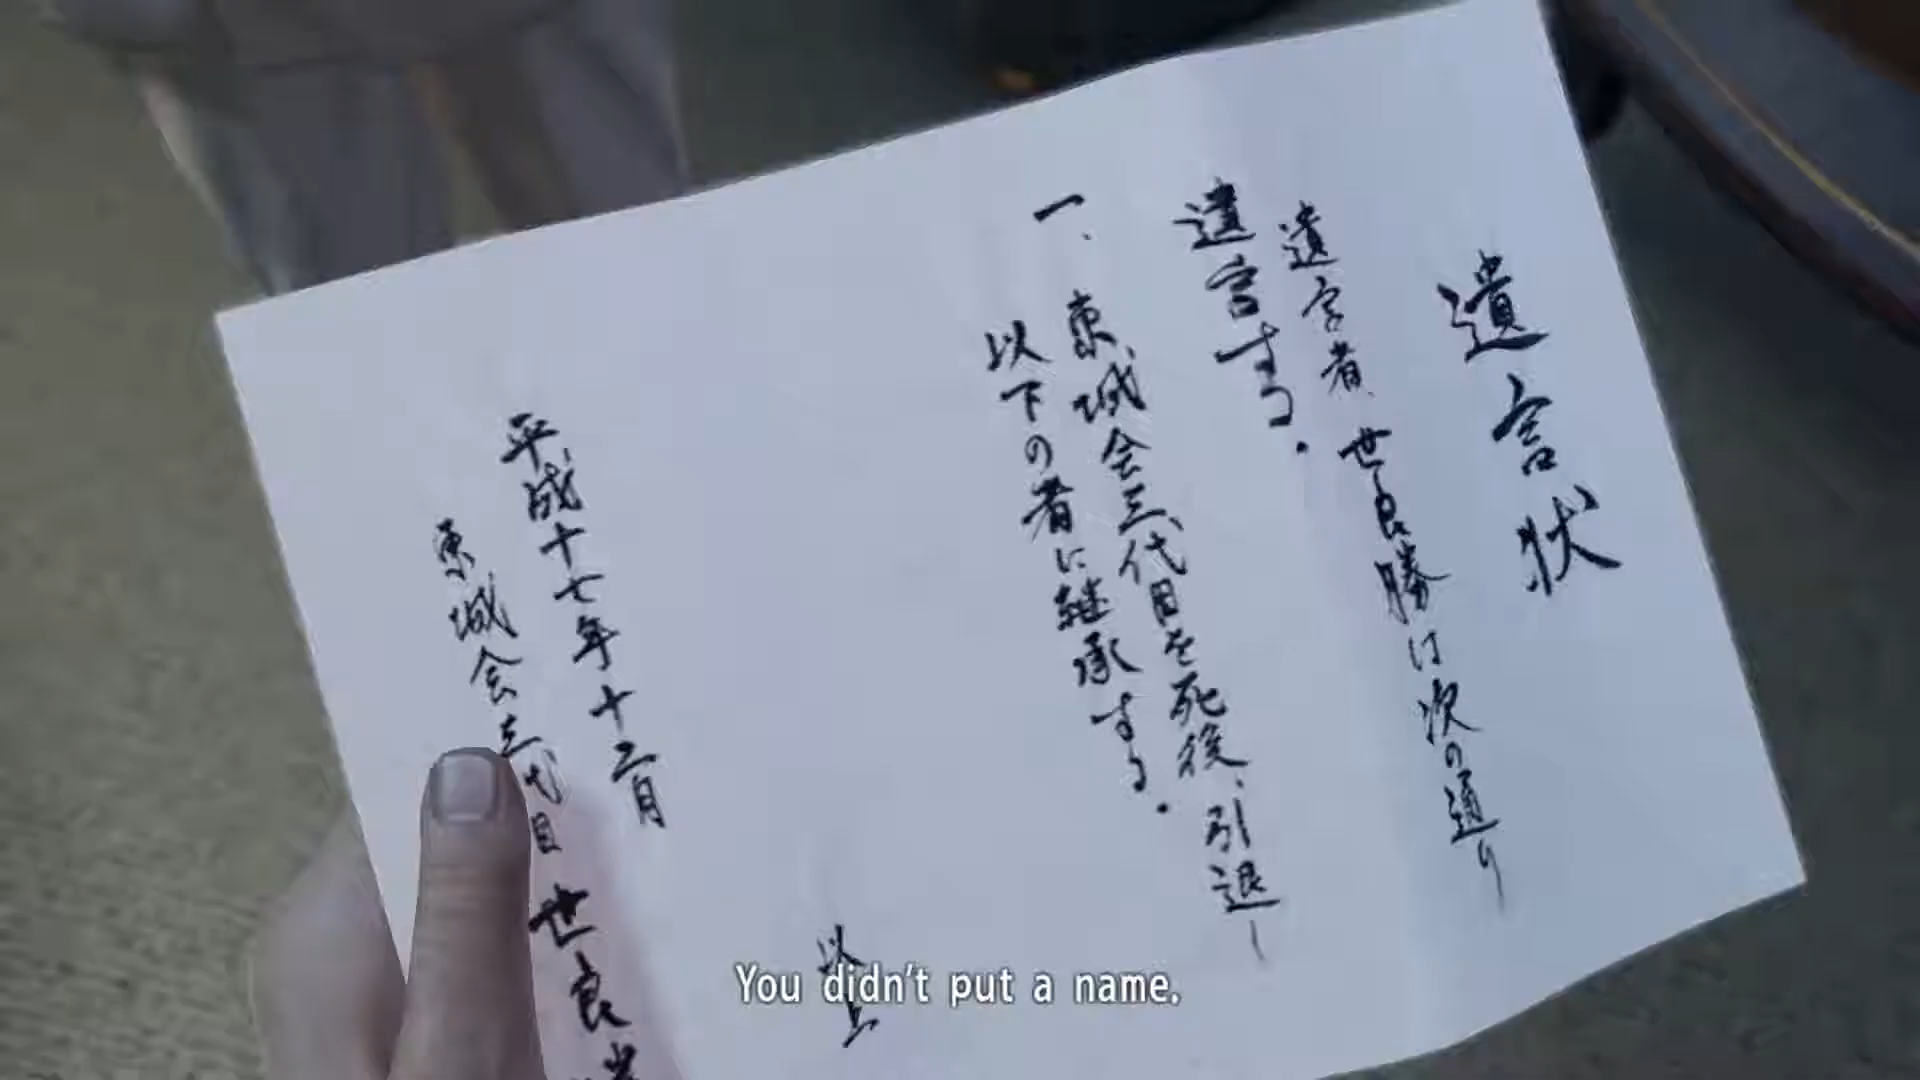 遺言状
遺言者、世良勝は次の通り
遺言する。
一、東城会三代目を死後、引退し
以下の者に継承する。
以上
平成十七年十二月
東城会三代目 世良勝
You didn't put a name.